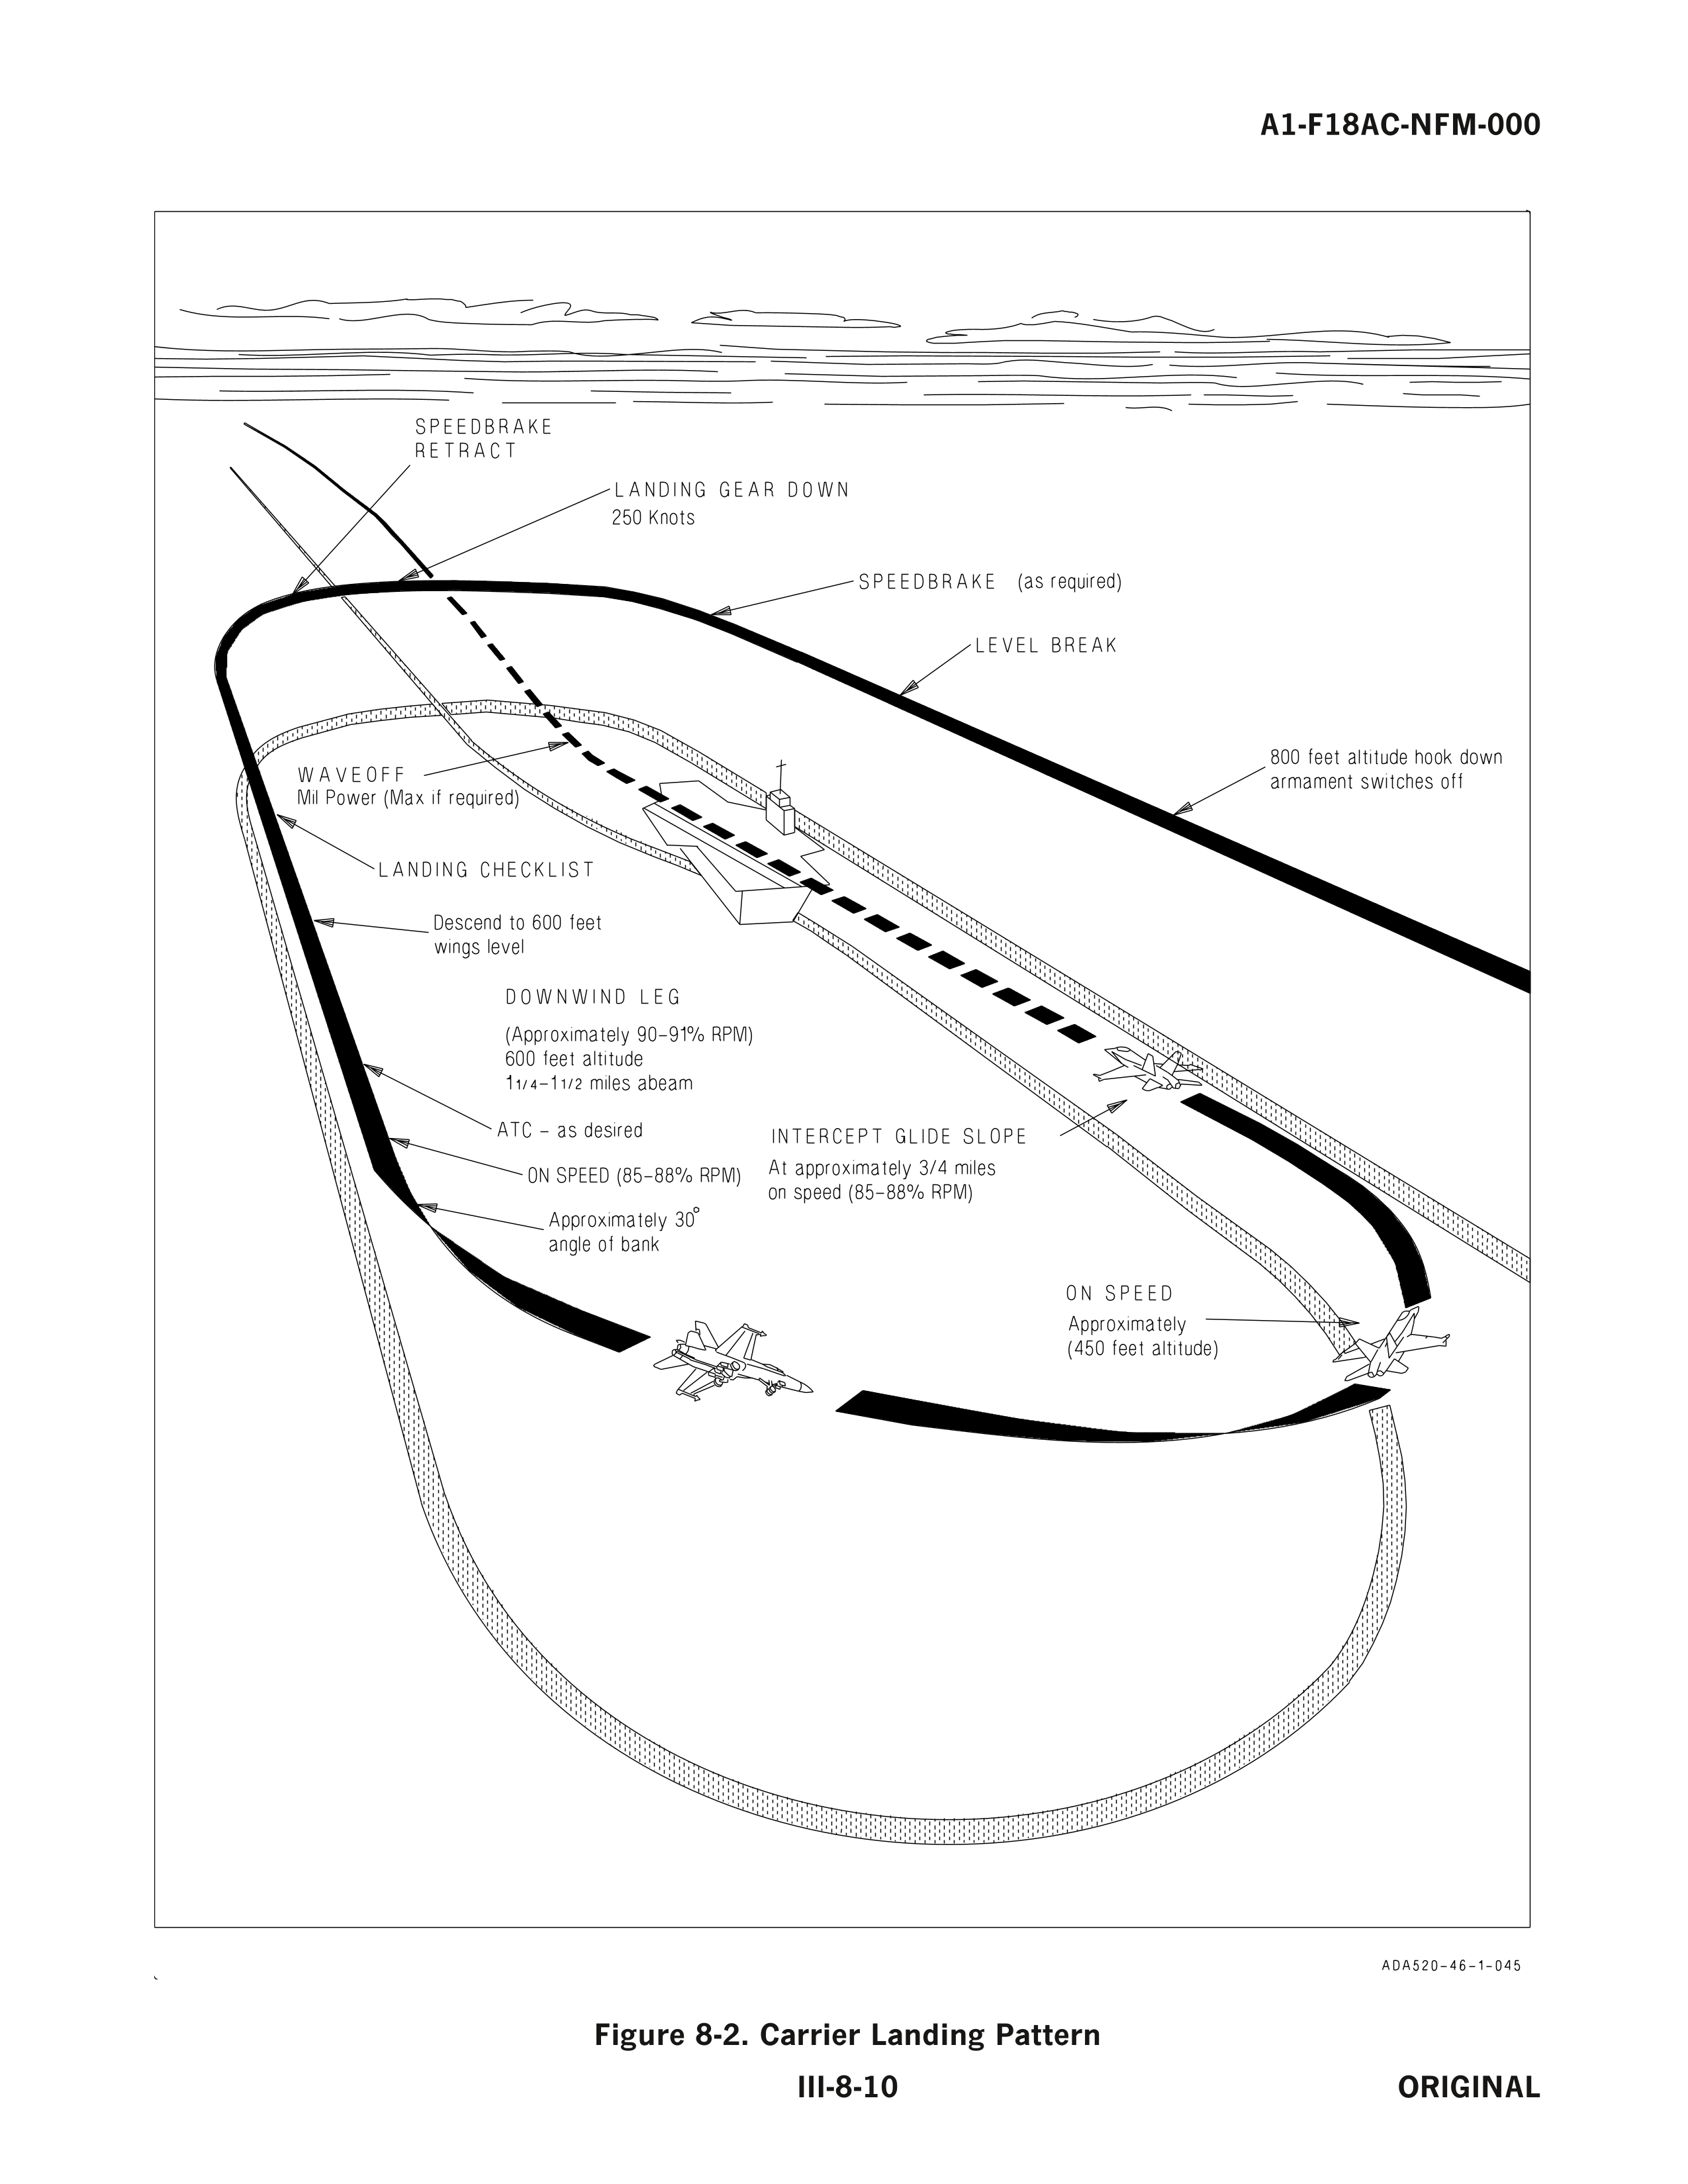 A1-F18AC-NFM-000
SPEEDBRAKE
RETRACT
LANDING GEAR DOWN
250 Knots
SPEEDBRAKE (as required)
LEVEL BREAK
800 feet altitude hook down
armament switches off
WAVEOFF
Mil Power (Max if required)
LANDING CHECKLIST
Descend to 600 feet
wings level
DOWNWIND LEG
(Approximately 90-91% RPM)
600 feet altitude
1 1/4-1 1/2 miles abeam
ATC - as desired
ON SPEED (85-88% RPM)
Approximately 30°
angle of bank
INTERCEPT GLIDE SLOPE
At approximately 3/4 miles
on speed (85-88% RPM)
ON SPEED
Approximately
(450 feet altitude)
ADA520-46-1-045
Figure 8-2. Carrier Landing Pattern
III-8-10
ORIGINAL